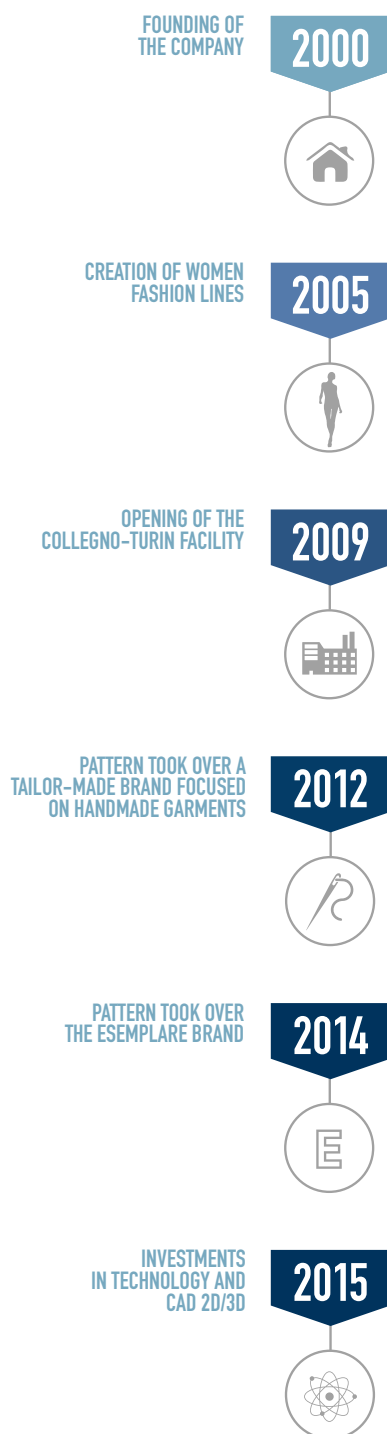 FOUNDING OF
THE COMPANY
2000
CREATION OF WOMEN
FASHION LINES
2005
OPENING OF THE
COLLEGNO-TURIN FACILITY
2009
PATTERN TOOK OVER A
TAILOR-MADE BRAND FOCUSED
ON HANDMADE GARMENTS
2012
PATTERN TOOK OVER
THE ESEMPLARE BRAND
2014
E
INVESTMENTS
IN TECHNOLOGY AND
CAD 2D/3D
2015